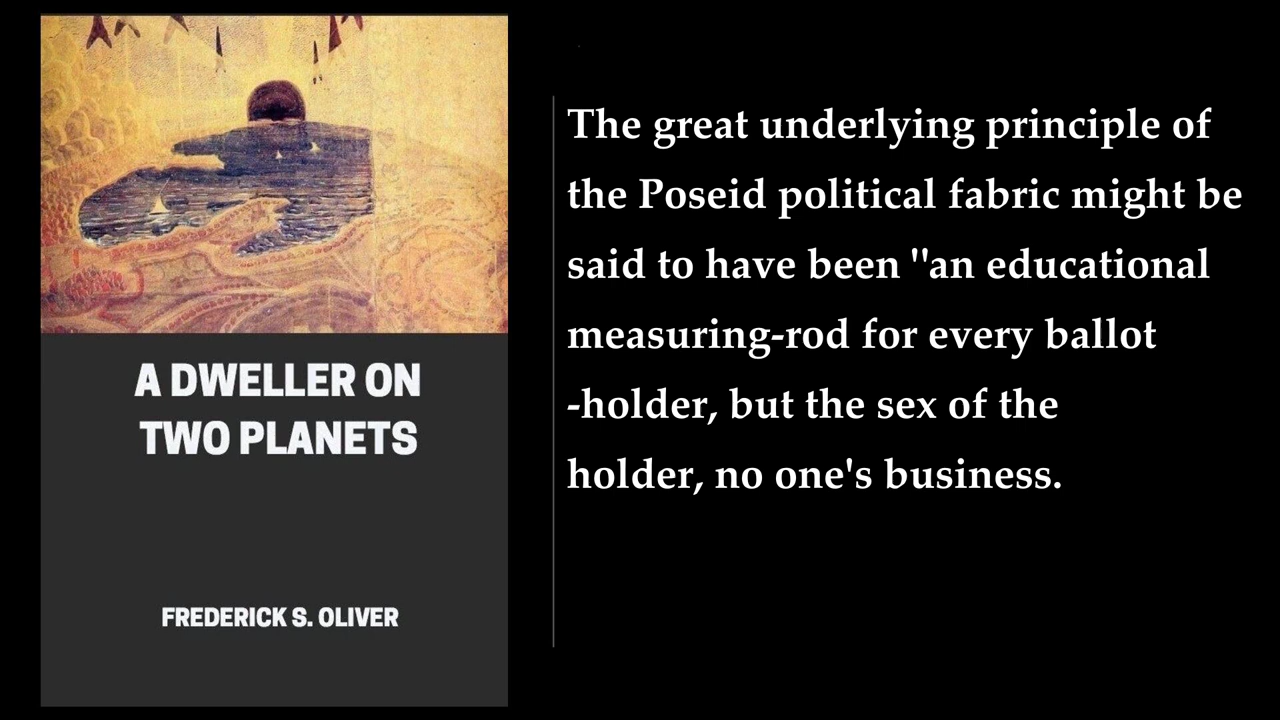 A DWELLER ON
TWO PLANETS
FREDERICK S. OLIVER
The great underlying principle of
the Poseid political fabric might be
said to have been "an educational
measuring-rod for every ballot
-holder, but the sex of the
holder, no one's business.